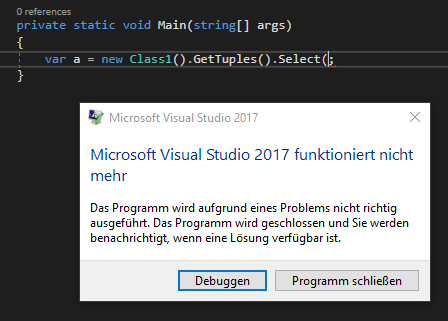 0 references
private static void Main(string[] args)
{
var a = new Class1().GetTuples().Select(;
}
Microsoft Visual Studio 2017
Microsoft Visual Studio 2017 funktioniert nicht
mehr
Das Programm wird aufgrund eines Problems nicht richtig
ausgeführt. Das Programm wird geschlossen und Sie werden
benachrichtigt, wenn eine Lösung verfügbar ist.
Debuggen
Programm schließen